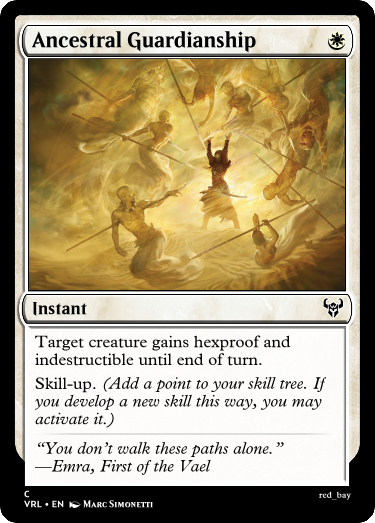 Ancestral Guardianship
Instant
Target creature gains hexproof and
indestructible until end of turn.
Skill-up. (Add a point to your skill tree. If
you develop a new skill this way, you may
activate it.)
“You don’t walk these paths alone.”
—Emra, First of the Vael
C
VRL • EN Marc Simonetti
red_bay